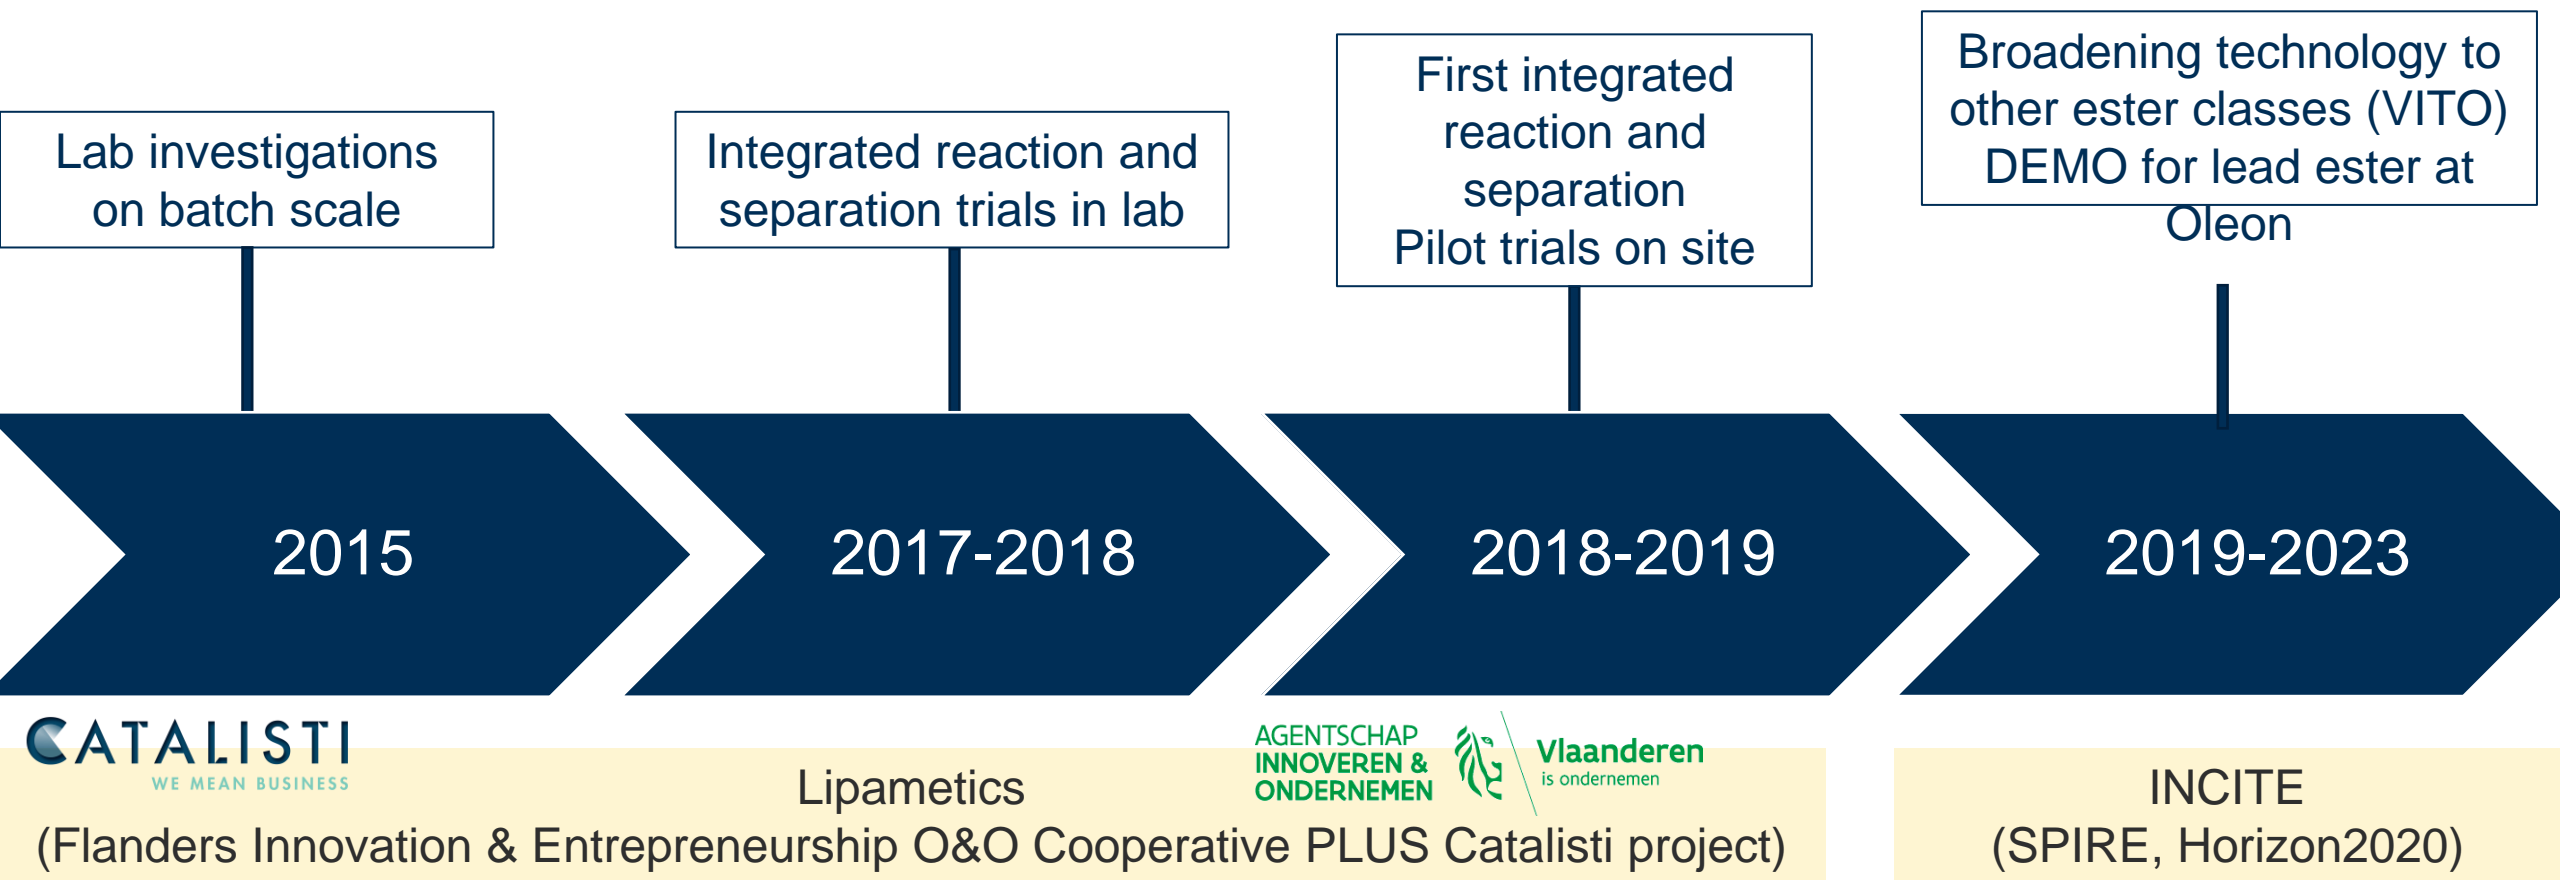 Lab investigations
on batch scale
Integrated reaction and
separation trials in lab
First integrated
reaction and
separation
Pilot trials on site
Broadening technology to
other ester classes (VITO)
DEMO for lead ester at
Oleon
2015
2017-2018
2018-2019
2019-2023
CATALISTI
WE MEAN BUSINESS
AGENTSCHAP
INNOVEREN &
ONDERNEMEN
Vlaanderen
is ondernemen
Lipametics
(Flanders Innovation & Entrepreneurship O&O Cooperative PLUS Catalisti project)
INCITE
(SPIRE, Horizon2020)